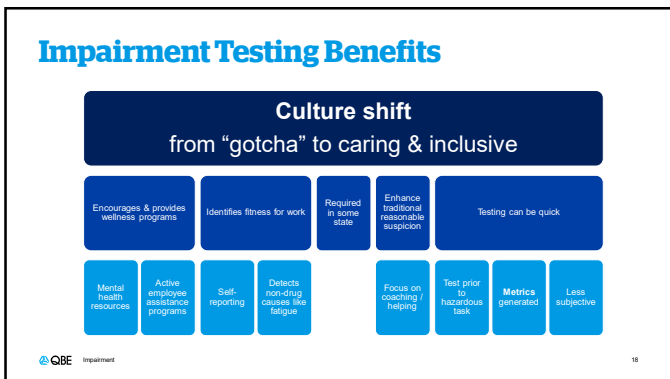 Impairment Testing Benefits
Culture shift
from “gotcha” to caring & inclusive
Encourages & provides
wellness programs
Identifies fitness for work
Required
in some
state
Enhance
traditional
reasonable
suspicion
Testing can be quick
Mental
health
resources
Active
employee
assistance
programs
Self-
reporting
Detects
non-drug
causes like
fatigue
Focus on
coaching /
helping
Test prior
to
hazardous
task
Metrics
generated
Less
subjective
QBE
Impairment
18